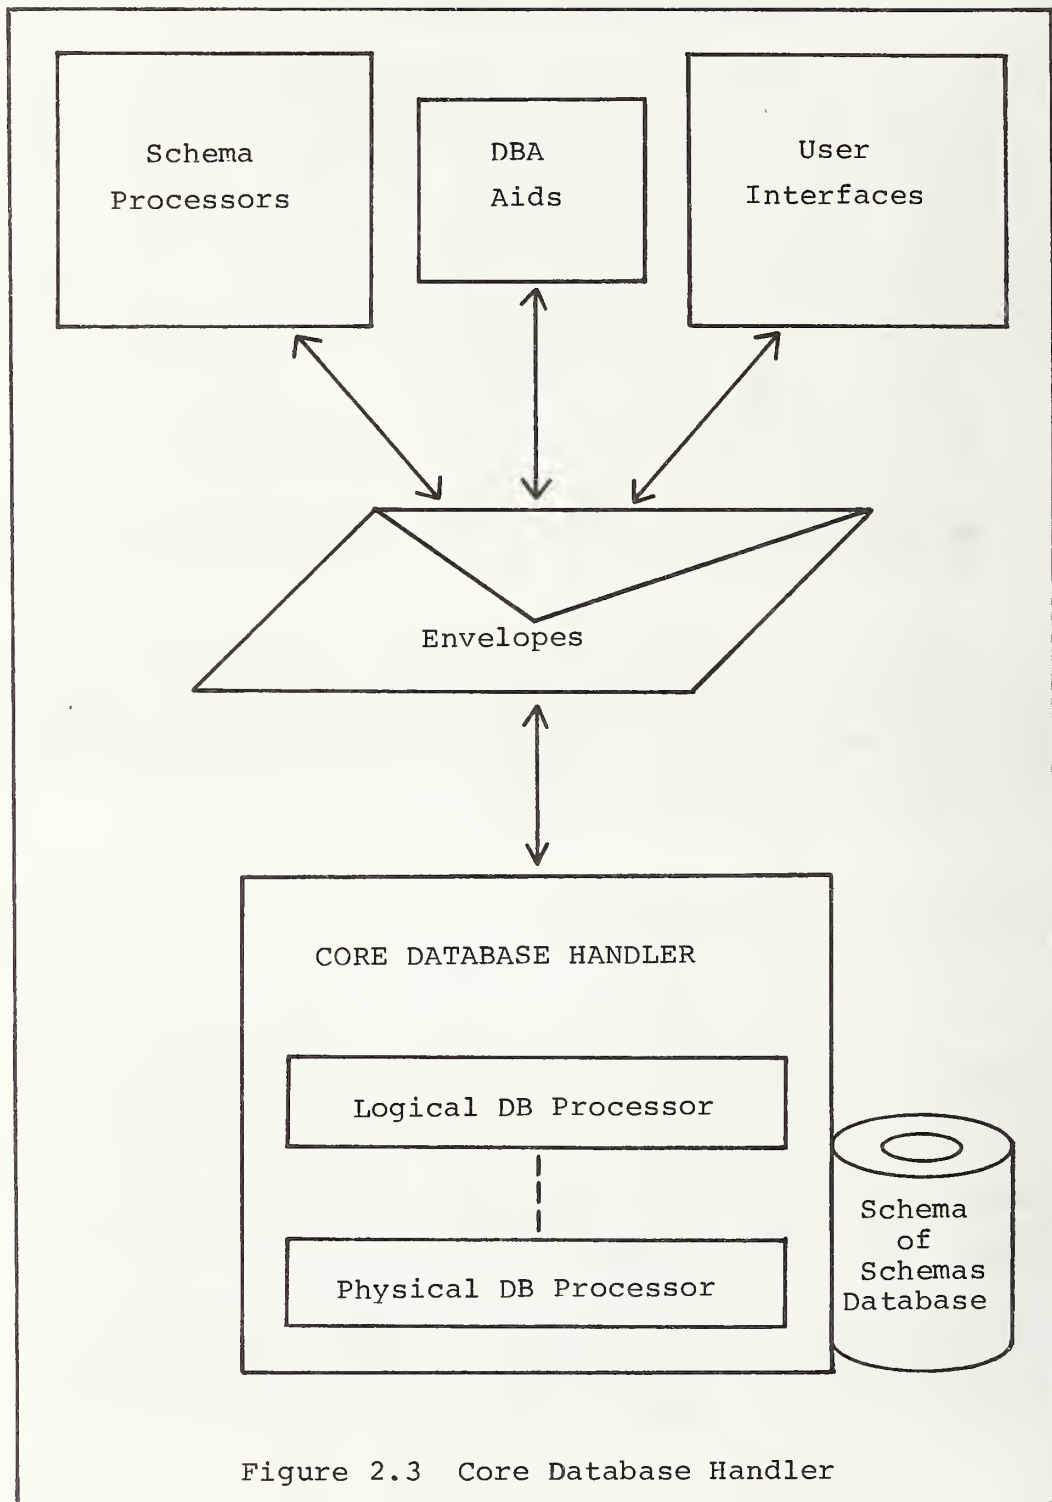 Schema
Processors
DBA
Aids
User
Interfaces
Envelopes
CORE DATABASE HANDLER
Logical DB Processor
Physical DB Processor
Schema
of
Schemas
Database
Figure 2.3 Core Database Handler